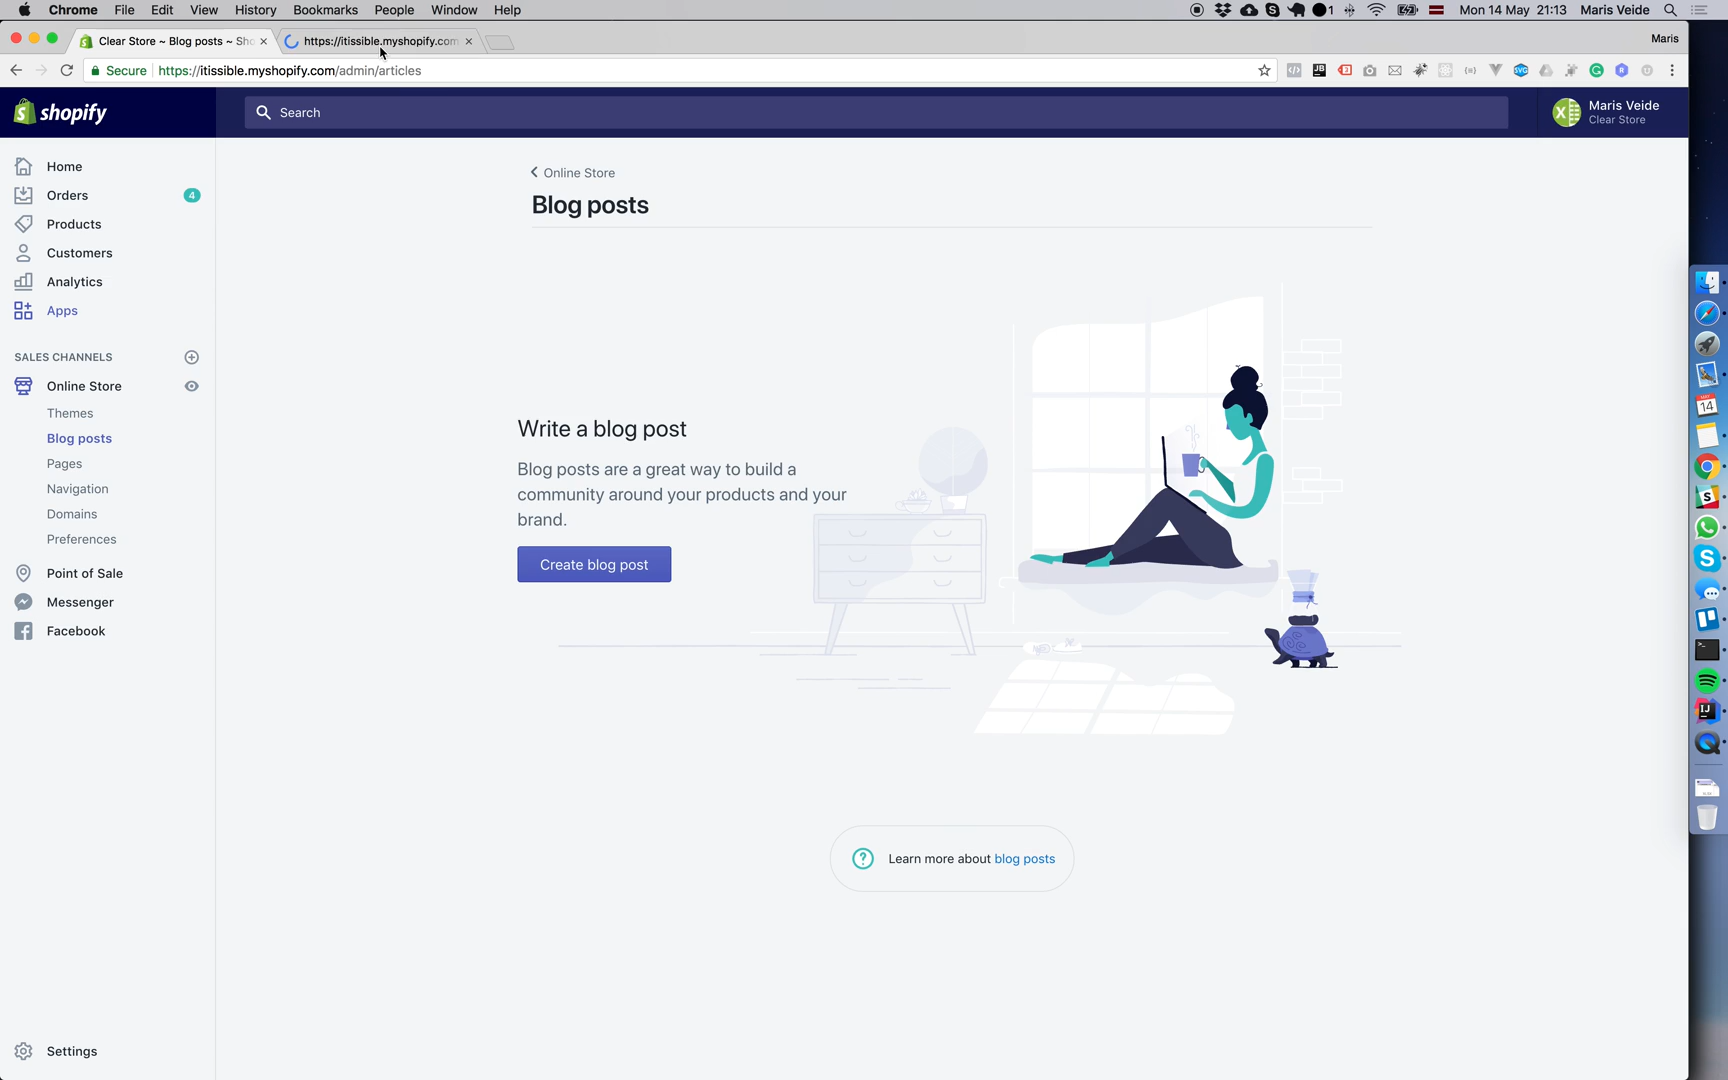 Chrome File Edit View History Bookmarks People Window Help 1 Mon 14 May 21:13 Maris Veide
Clear Store ~ Blog posts ~ Sho https://itissible.myshopify.com Maris
Secure https://itissible.myshopify.com/admin/articles
shopify Search Maris Veide
Clear Store
Home
Orders 4
Products
Customers
Analytics
Apps
SALES CHANNELS
Online Store
Themes
Blog posts
Pages
Navigation
Domains
Preferences
Point of Sale
Messenger
Facebook
Settings
Online Store
Blog posts
Write a blog post
Blog posts are a great way to build a
community around your products and your
brand.
Create blog post
Learn more about blog posts